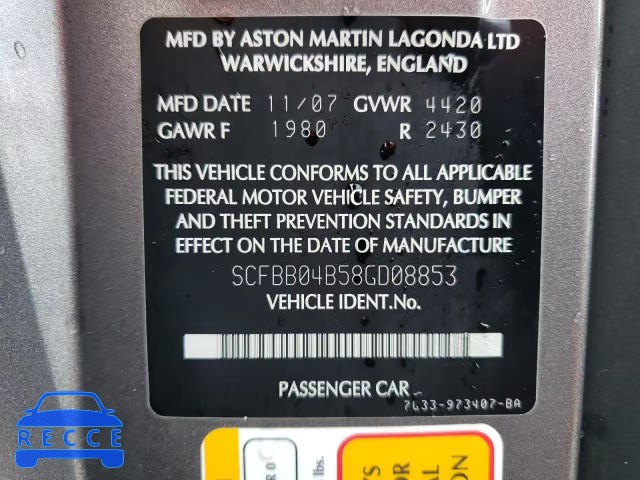 MFD BY ASTON MARTIN LAGONDA LTD
WARWICKSHIRE, ENGLAND
MFD DATE 11/07 GVWR 4420
GAWR F 1980 R 2430
THIS VEHICLE CONFORMS TO ALL APPLICABLE
FEDERAL MOTOR VEHICLE SAFETY, BUMPER
AND THEFT PREVENTION STANDARDS IN
EFFECT ON THE DATE OF MANUFACTURE
SCFBB04B58GD08853
VEHICLE IDENT.No.
PASSENGER CAR
7G33-973407-BA
RECCE
lbs.